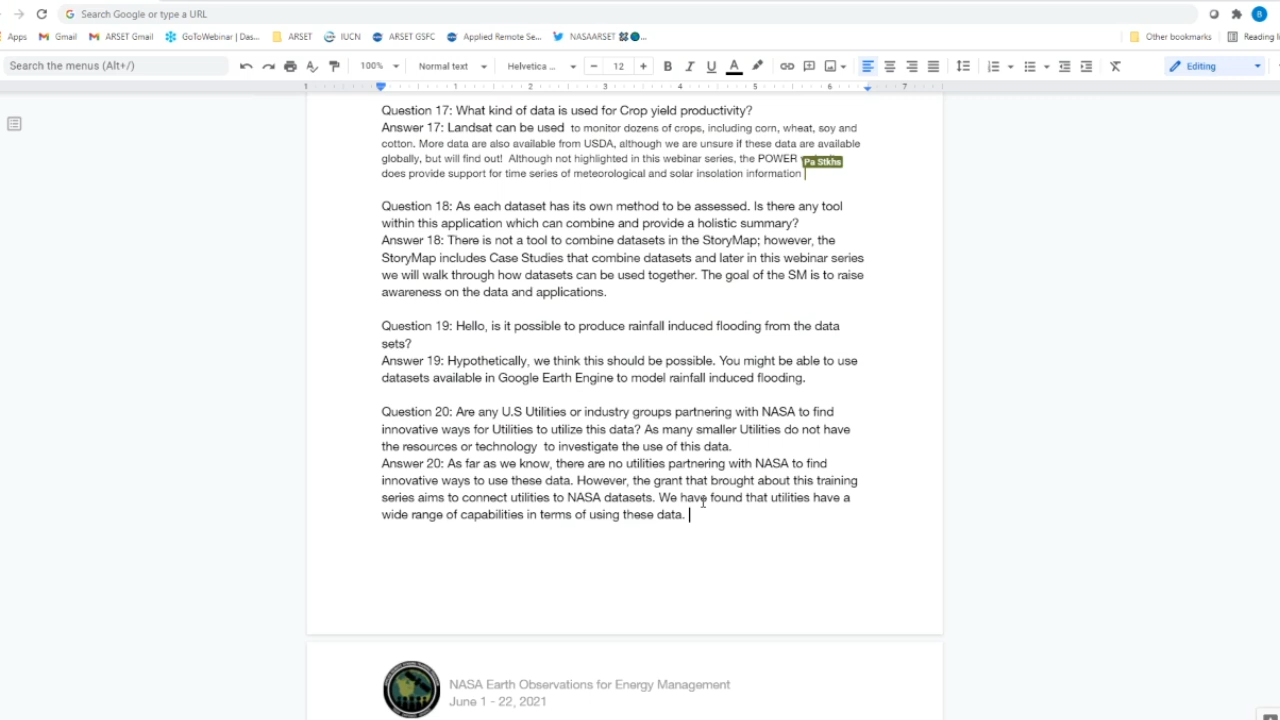 Search Google or type a URL
B
Apps Gmail ARSET Gmail GoToWebinar | Das... ARSET IUCN ARSET GSFC Applied Remote Se... NASAARSET Other bookmarks Reading
Search the menus (Alt+/) 100% Normal text Helvetica ... 12 B I U A Editing
1 1 2 3 4 5 6 7
Question 17: What kind of data is used for Crop yield productivity?
Answer 17: Landsat can be used to monitor dozens of crops, including corn, wheat, soy and
cotton. More data are also available from USDA, although we are unsure if these data are available
globally, but will find out! Although not highlighted in this webinar series, the POWER
Pa Stkhs
does provide support for time series of meteorological and solar insolation information
Question 18: As each dataset has its own method to be assessed. Is there any tool
within this application which can combine and provide a holistic summary?
Answer 18: There is not a tool to combine datasets in the StoryMap; however, the
StoryMap includes Case Studies that combine datasets and later in this webinar series
we will walk through how datasets can be used together. The goal of the SM is to raise
awareness on the data and applications.
Question 19: Hello, is it possible to produce rainfall induced flooding from the data
sets?
Answer 19: Hypothetically, we think this should be possible. You might be able to use
datasets available in Google Earth Engine to model rainfall induced flooding.
Question 20: Are any U.S Utilities or industry groups partnering with NASA to find
innovative ways for Utilities to utilize this data? As many smaller Utilities do not have
the resources or technology to investigate the use of this data.
Answer 20: As far as we know, there are no utilities partnering with NASA to find
innovative ways to use these data. However, the grant that brought about this training
series aims to connect utilities to NASA datasets. We have found that utilities have a
wide range of capabilities in terms of using these data.
NASA Earth Observations for Energy Management
June 1 - 22, 2021